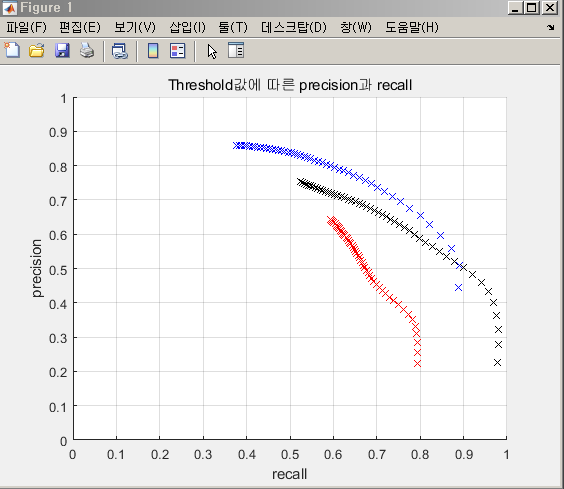 Figure 1
파일(F) 편집(E) 보기(V) 삽입(I) 툴(T) 데스크탑(D) 창(W) 도움말(H)
Threshold값에 따른 precision과 recall
1
0.9
0.8
0.7
0.6
0.5
0.4
0.3
0.2
0.1
0
precision
0 0.1 0.2 0.3 0.4 0.5 0.6 0.7 0.8 0.9 1
recall